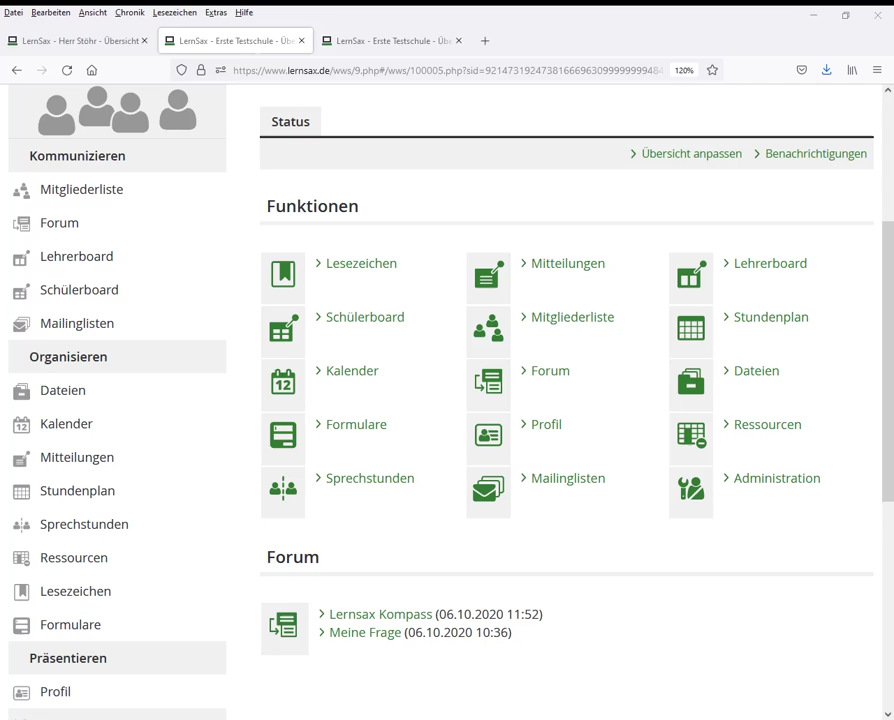 Datei Bearbeiten Ansicht Chronik Lesezeichen Extras Hilfe
LernSax - Herr Stöhr - Übersicht
LernSax - Erste Testschule - Übe
LernSax - Erste Testschule - Übe
https://www.lernsax.de/wws/9.php#/wws/100005.php?sid=
120%
Status
Kommunizieren
Übersicht anpassen
Benachrichtigungen
Mitgliederliste
Forum
Lehrerboard
Schülerboard
Mailinglisten
Organisieren
Dateien
Kalender
Mitteilungen
Stundenplan
Sprechstunden
Ressourcen
Lesezeichen
Formulare
Präsentieren
Profil
Funktionen
Lesezeichen
Mitteilungen
Lehrerboard
Schülerboard
Mitgliederliste
Stundenplan
12
Kalender
Forum
Dateien
Formulare
Profil
Ressourcen
Sprechstunden
Mailinglisten
Administration
Forum
Lernsax Kompass (06.10.2020 11:52)
Meine Frage (06.10.2020 10:36)